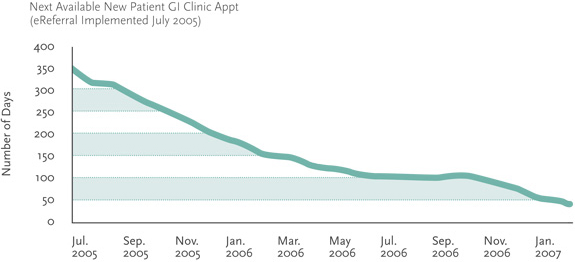 Next Available New Patient GI Clinic Appt
(eReferral Implemented July 2005)
Number of Days
400
350
300
250
200
150
100
50
0
Jul. Sep. Nov. Jan. Mar. May Jul. Sep. Nov. Jan.
2005 2005 2005 2006 2006 2006 2006 2006 2006 2007